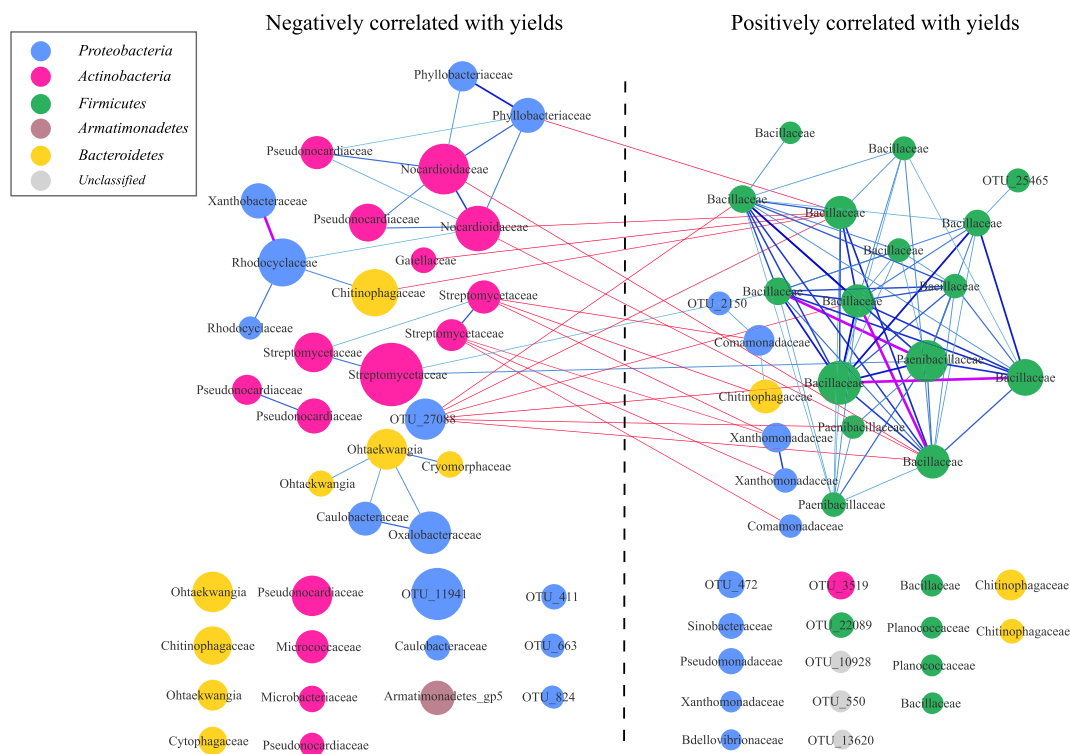 Negatively correlated with yields
Positively correlated with yields
Proteobacteria
Actinobacteria
Firmicutes
Armatimonadetes
Bacteroidetes
Unclassified
Phyllobacteriaceae
Phyllobacteriaceae
Pseudonocardiaceae
Nocardioidaceae
Xanthobacteraceae
Pseudonocardiaceae
Nocardioidaceae
Rhodocyclaceae
Gaiellaceae
Chitinophagaceae
Streptomycetaceae
Rhodocyclaceae
Streptomycetaceae
Streptomycetaceae
Streptomycetaceae
Pseudonocardiaceae
Pseudonocardiaceae
OTU_27088
Ohtaekwangia
Cryomorphaceae
Ohtaekwangia
Caulobacteraceae
Oxalobacteraceae
Ohtaekwangia
Pseudonocardiaceae
OTU_11941
OTU_411
Chitinophagaceae
Micrococcaceae
Caulobacteraceae
OTU_663
Ohtaekwangia
Microbacteriaceae
Armatimonadetes_gp5
OTU_824
Cytophagaceae
Pseudonocardiaceae
Bacillaceae
Bacillaceae
OTU_25465
Bacillaceae
Bacillaceae
Bacillaceae
Bacillaceae
Bacillaceae
Bacillaceae
Bacillaceae
OTU_2150
Comamonadaceae
Paenibacillaceae
Bacillaceae
Bacillaceae
Chitinophagaceae
Paenibacillaceae
Xanthomonadaceae
Bacillaceae
Xanthomonadaceae
Paenibacillaceae
Comamonadaceae
OTU_472
OTU_3519
Bacillaceae
Chitinophagaceae
Sinobacteraceae
OTU_22089
Planococcaceae
Chitinophagaceae
Pseudomonadaceae
OTU_10928
Planococcaceae
Xanthomonadaceae
OTU_550
Bacillaceae
Bdellovibrionaceae
OTU_13620